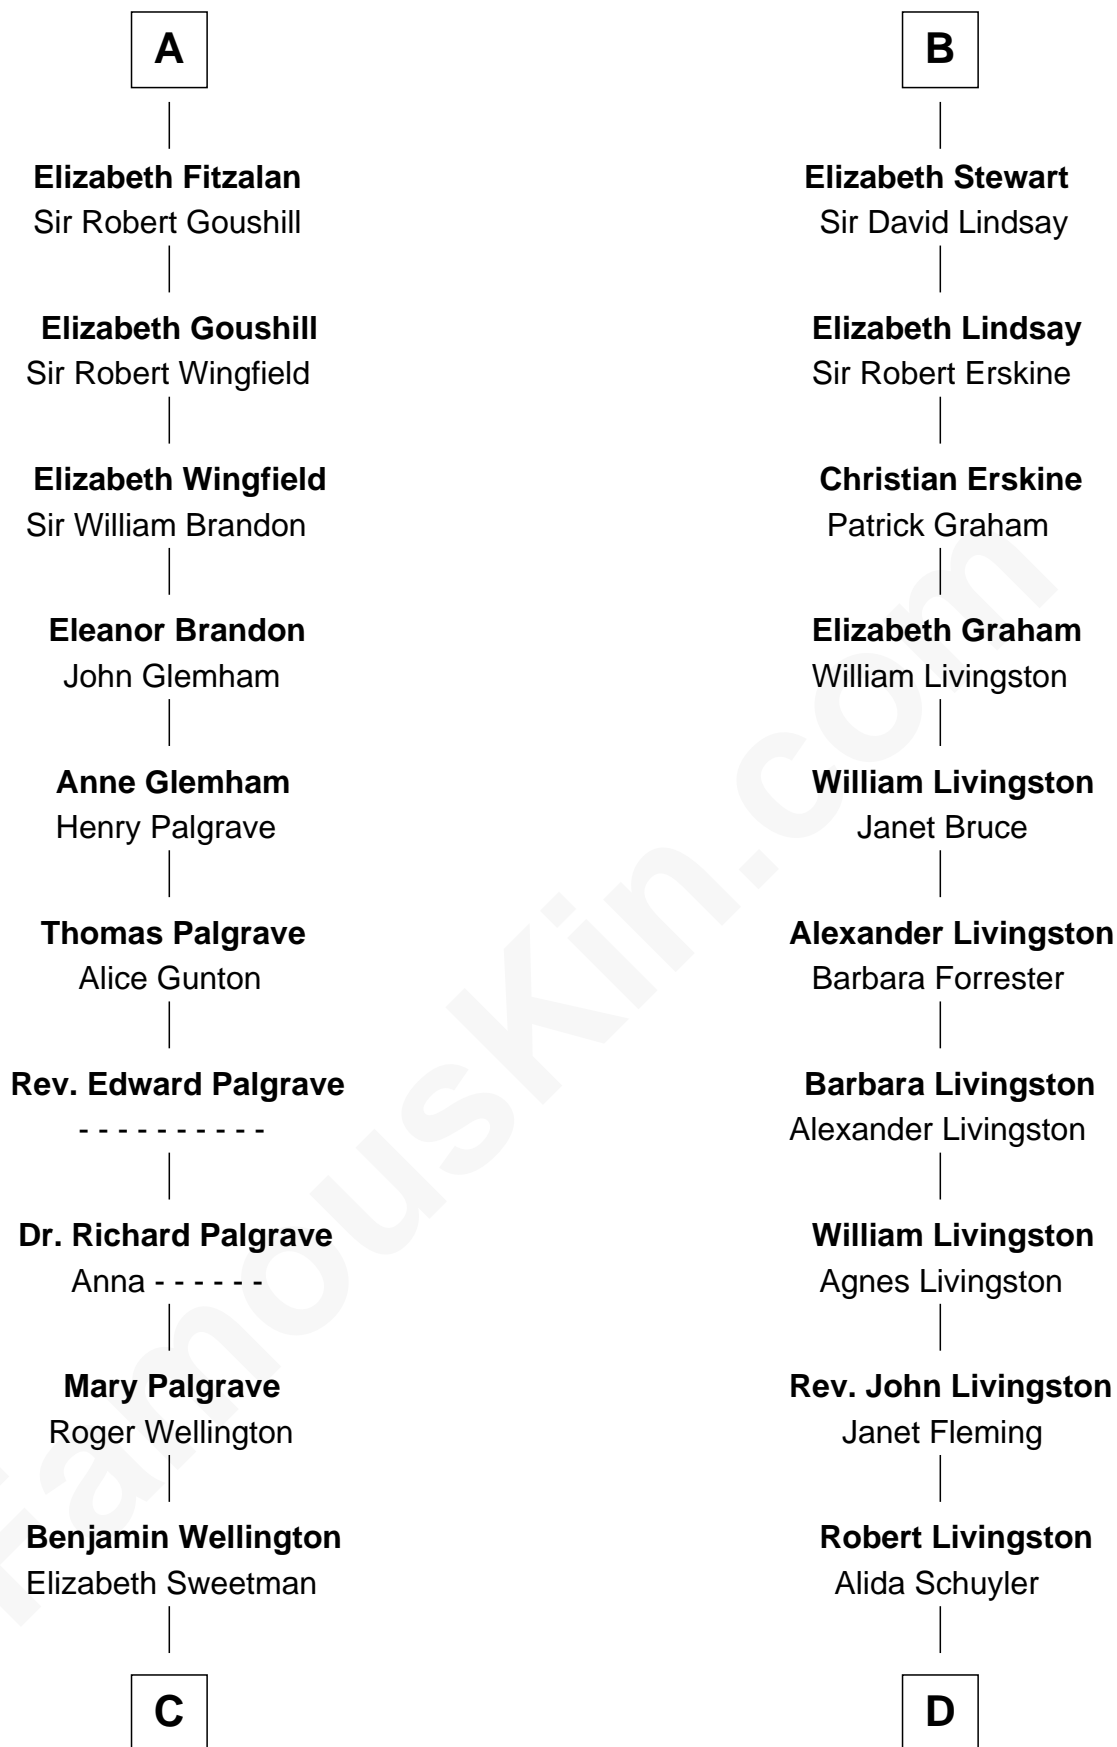 A
Elizabeth Fitzalan
Sir Robert Goushill
Elizabeth Goushill
Sir Robert Wingfield
Elizabeth Wingfield
Sir William Brandon
Eleanor Brandon
John Glemham
Anne Glemham
Henry Palgrave
Thomas Palgrave
Alice Gunton
Rev. Edward Palgrave
- - - - - - - - - -
Dr. Richard Palgrave
Anna - - - - - -
Mary Palgrave
Roger Wellington
Benjamin Wellington
Elizabeth Sweetman
C
B
Elizabeth Stewart
Sir David Lindsay
Elizabeth Lindsay
Sir Robert Erskine
Christian Erskine
Patrick Graham
Elizabeth Graham
William Livingston
William Livingston
Janet Bruce
Alexander Livingston
Barbara Forrester
Barbara Livingston
Alexander Livingston
William Livingston
Agnes Livingston
Rev. John Livingston
Janet Fleming
Robert Livingston
Alida Schuyler
D
FamousKin.com